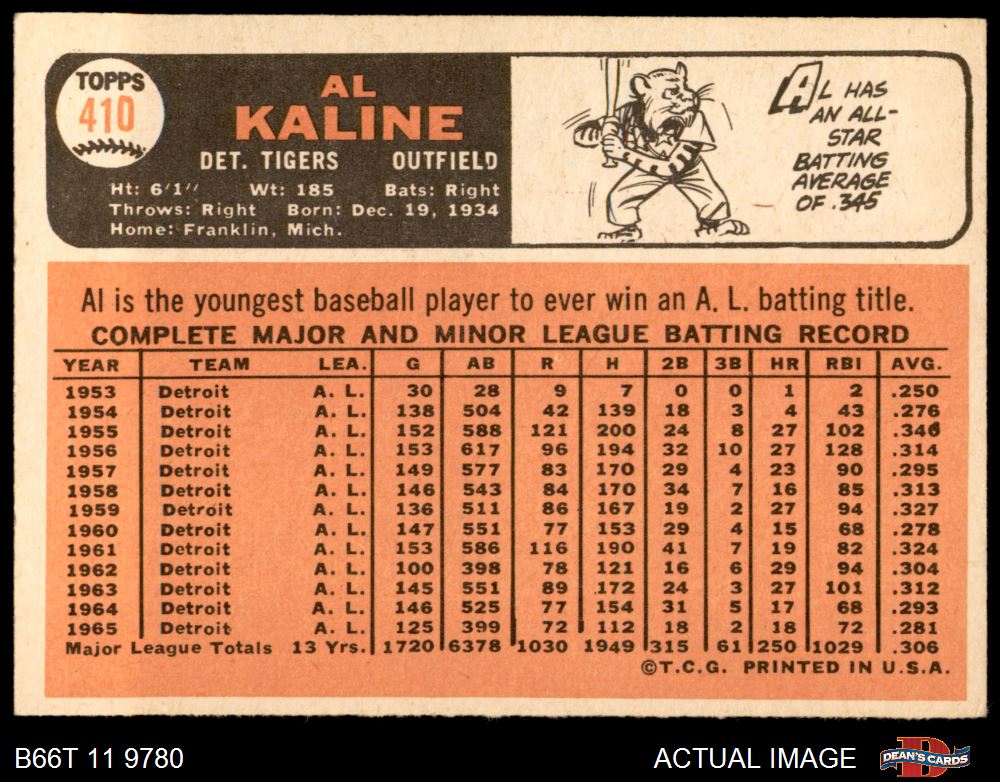 TOPPS
410
AL
KALINE
DET. TIGERS OUTFIELD
Ht: 6'1" Wt: 185 Bats: Right
Throws: Right Born: Dec. 19, 1934
Home: Franklin, Mich.
AL HAS
AN ALL-
STAR
BATTING
AVERAGE
OF .345
Al is the youngest baseball player to ever win an A. L. batting title.
COMPLETE MAJOR AND MINOR LEAGUE BATTING RECORD
YEAR TEAM LEA. G AB R H 2B 3B HR RBI AVG.
1953 Detroit A. L. 30 28 9 7 0 0 1 2 .250
1954 Detroit A. L. 138 504 42 139 18 3 4 43 .276
1955 Detroit A. L. 152 588 121 200 24 8 27 102 .340
1956 Detroit A. L. 153 617 96 194 32 10 27 128 .314
1957 Detroit A. L. 149 577 83 170 29 4 23 90 .295
1958 Detroit A. L. 146 543 84 170 34 7 16 85 .313
1959 Detroit A. L. 136 511 86 167 19 2 27 94 .327
1960 Detroit A. L. 147 551 77 153 29 4 15 68 .278
1961 Detroit A. L. 153 586 116 190 41 7 19 82 .324
1962 Detroit A. L. 100 398 78 121 16 6 29 94 .304
1963 Detroit A. L. 145 551 89 172 24 3 27 101 .312
1964 Detroit A. L. 146 525 77 154 31 5 17 68 .293
1965 Detroit A. L. 125 399 72 112 18 2 18 72 .281
Major League Totals 13 Yrs. 1720 6378 1030 1949 315 61 250 1029 .306
©T.C.G. PRINTED IN U.S.A.
B66T 11 9780 ACTUAL IMAGE
DEAN'S CARDS